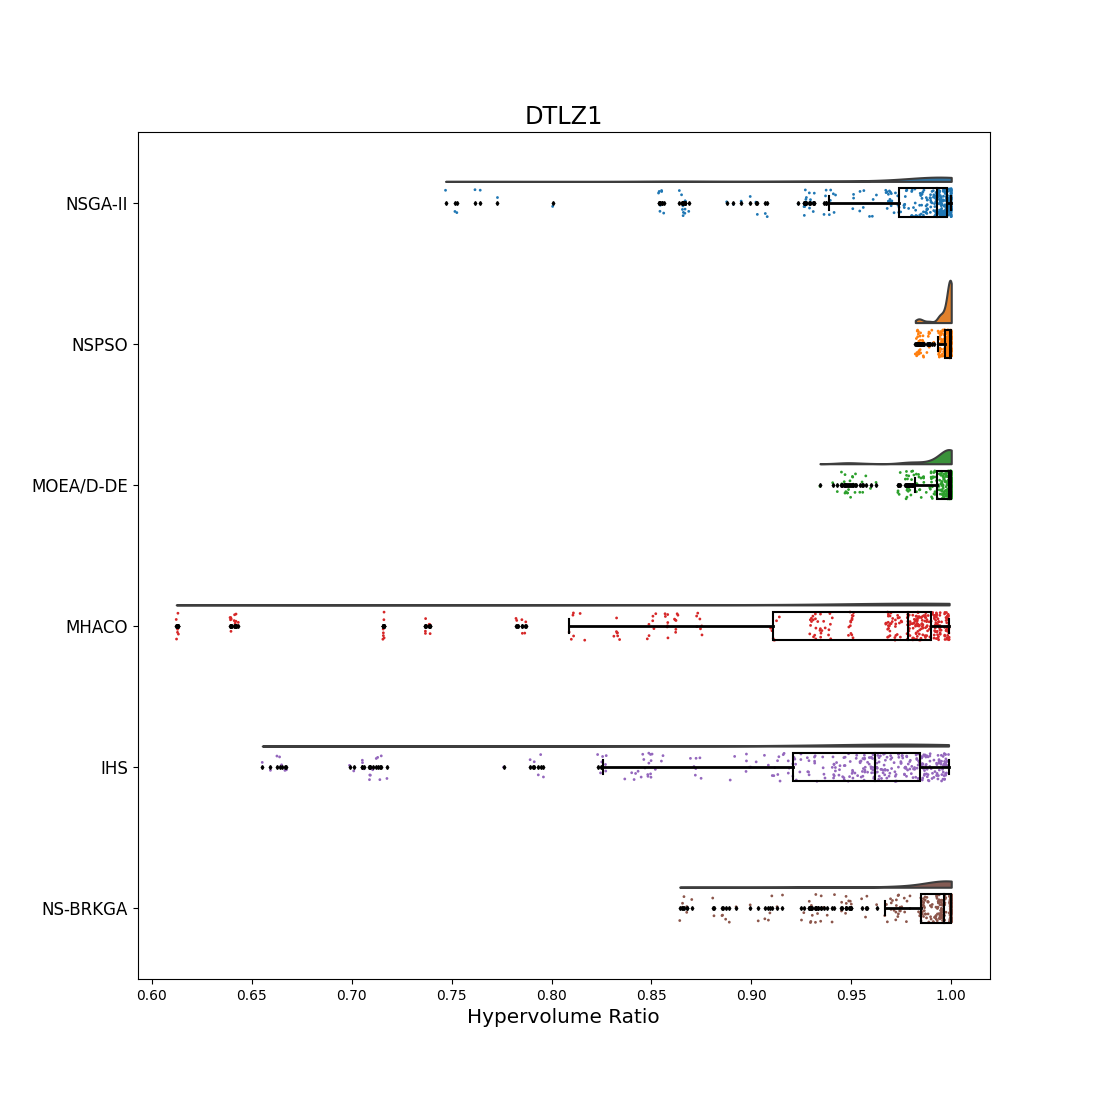 DTLZ1
NSGA-II
NSPSO
MOEA/D-DE
MHACO
IHS
NS-BRKGA
0.60 0.65 0.70 0.75 0.80 0.85 0.90 0.95 1.00
Hypervolume Ratio